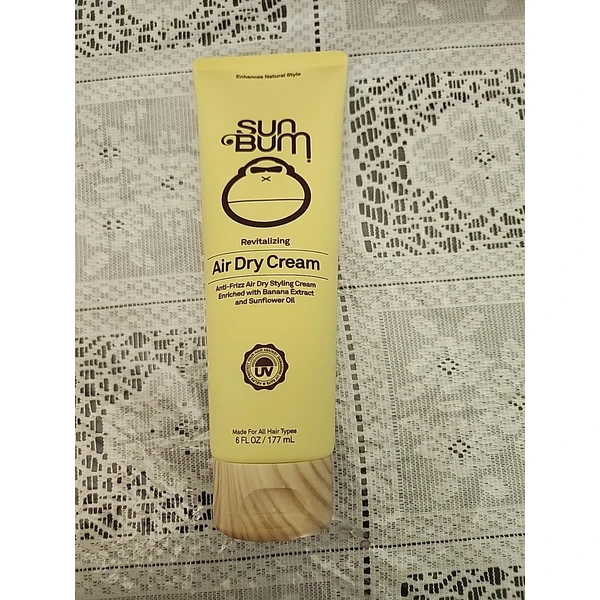 Enhances Natural Style
SUN
BUM
Revitalizing
Air Dry Cream
Anti-Frizz Air Dry Styling Cream
Enriched with Banana Extract
and Sunflower Oil
UV
Made For All Hair Types
6 FL OZ / 177 mL